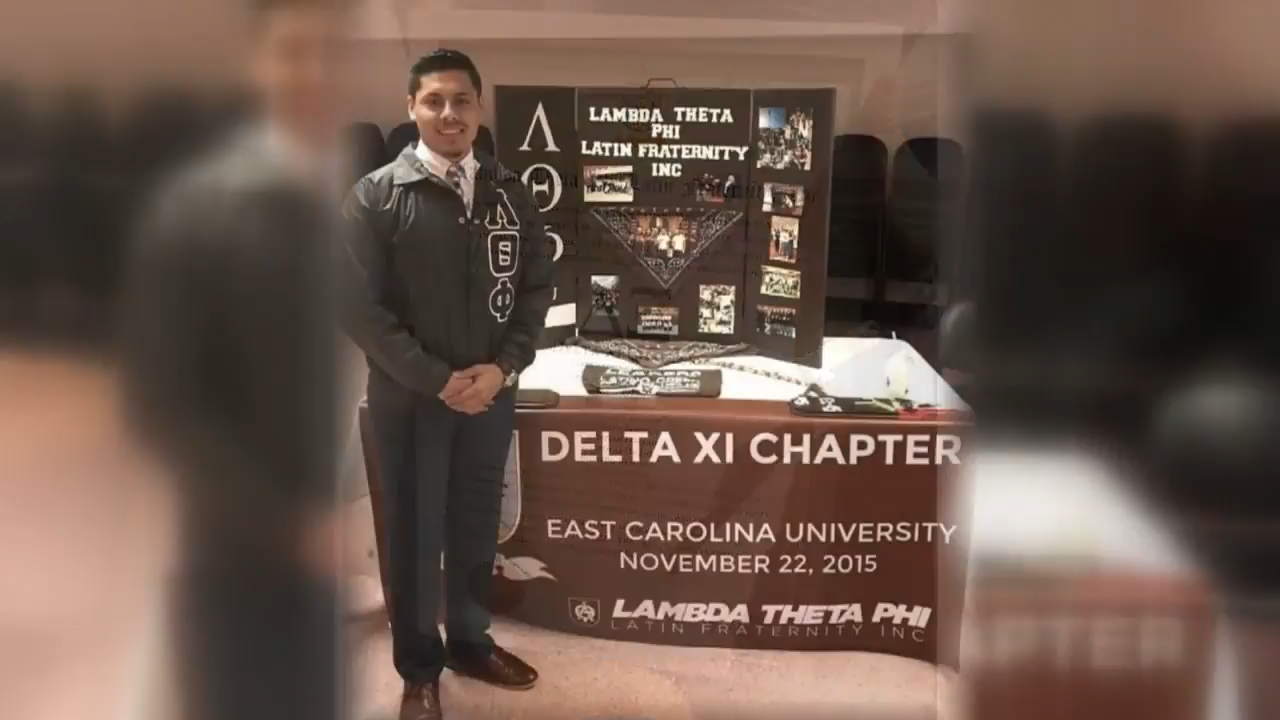 LAMBDA THETA
PHI
LATIN FRATERNITY
INC
Λ
Θ
Λ
Θ
Φ
DELTA XI CHAPTER
EAST CAROLINA UNIVERSITY
NOVEMBER 22, 2015
LAMBDA THETA PHI
LATIN FRATERNITY INC